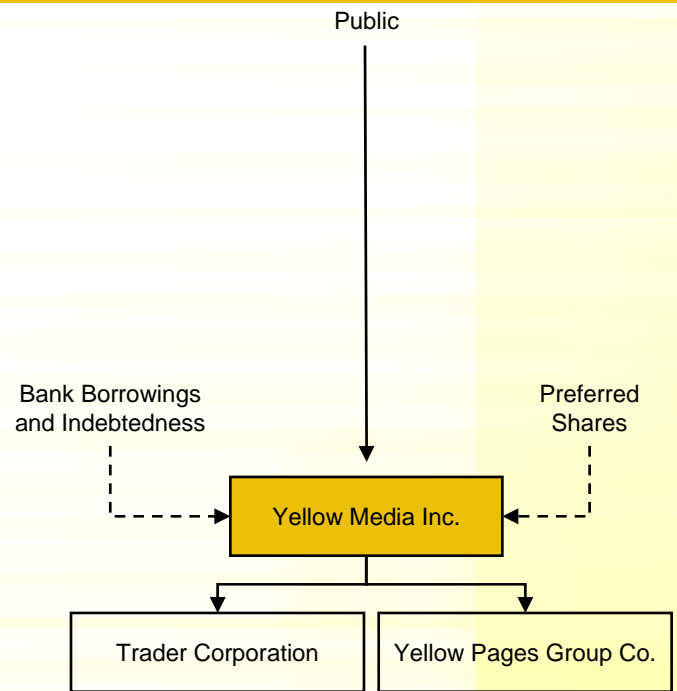 Public
Bank Borrowings
and Indebtedness
Preferred
Shares
Yellow Media Inc.
Trader Corporation
Yellow Pages Group Co.